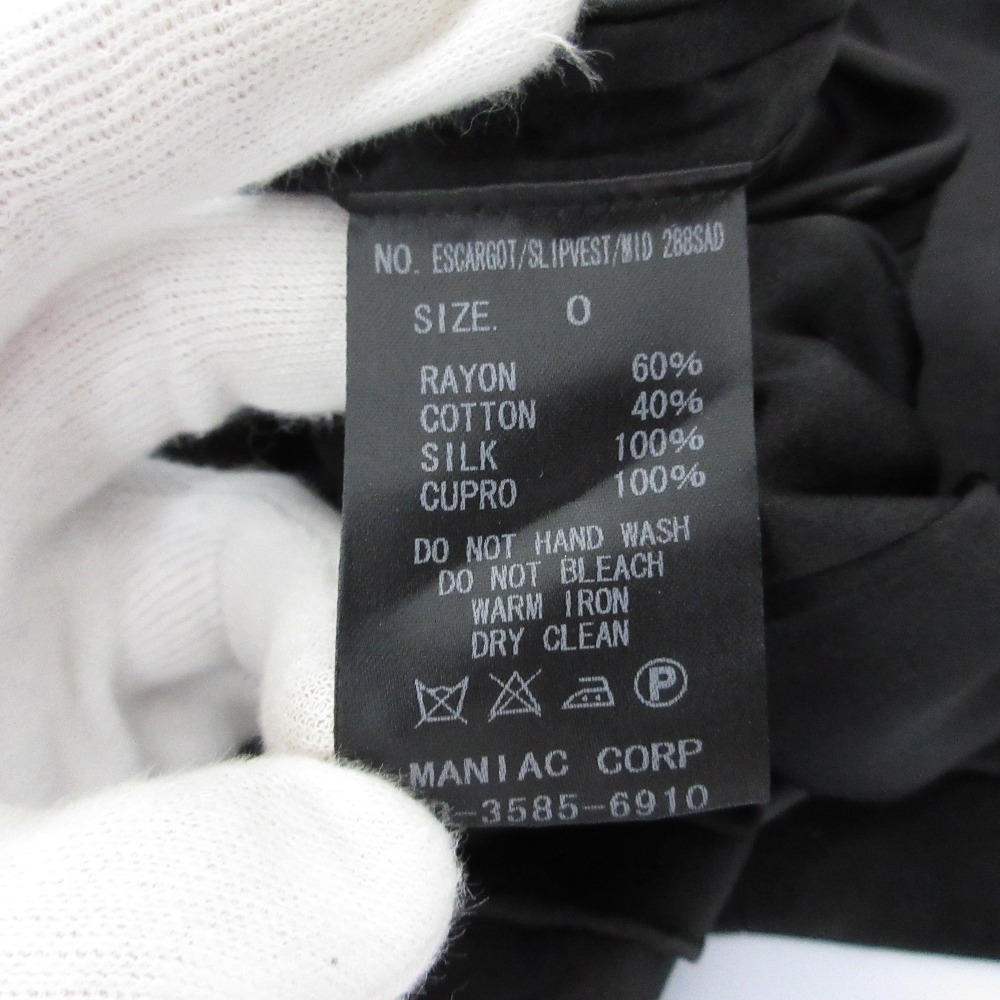 NO. ESCARGOT/SLIPVEST/MID 288SAD
SIZE. 0
RAYON 60%
COTTON 40%
SILK 100%
CUPRO 100%
DO NOT HAND WASH
DO NOT BLEACH
WARM IRON
DRY CLEAN
P
MANIAC CORP
3-3585-6910